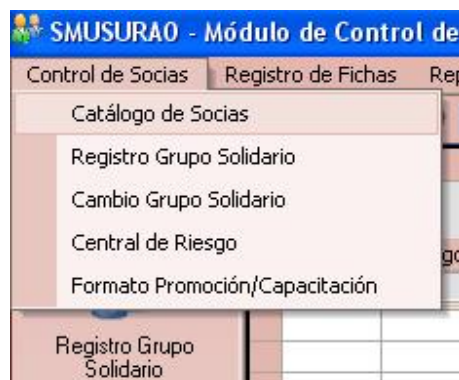 SMUSURA0 - Módulo de Control de
Control de Socias Registro de Fichas
Catálogo de Socias
Registro Grupo Solidario
Cambio Grupo Solidario
Central de Riesgo
Formato Promoción/Capacitación
Registro Grupo
Solidario